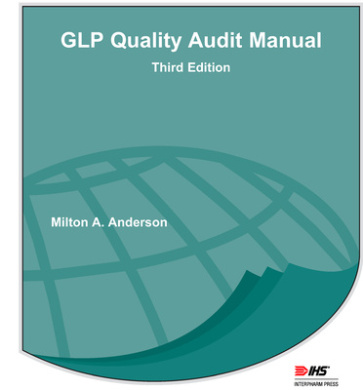 GLP Quality Audit Manual
Third Edition
Milton A. Anderson
IHS
INTERPHARM PRESS